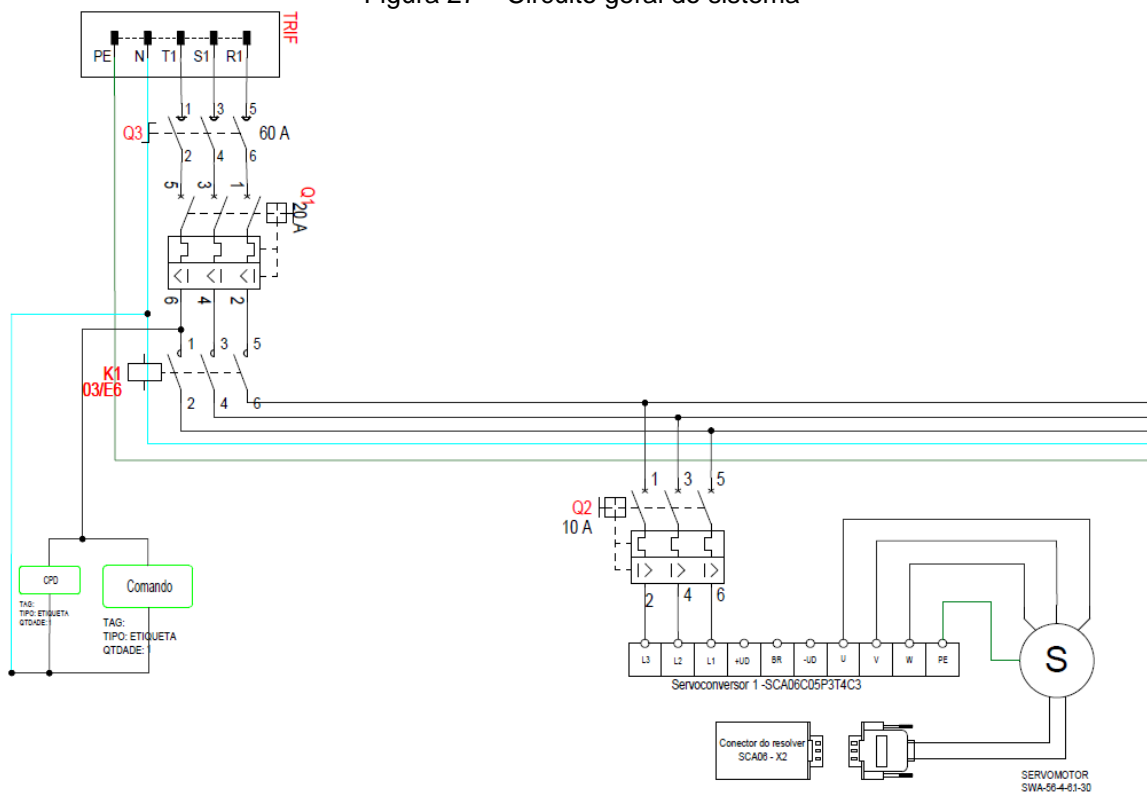 Figura 27 – Circuito geral do sistema
TRIF
PE N T1 S1 R1
1 3 5
Q3 60 A
2 4 6
5 3 1
Q1
20 A
6 4 2
1 3 5
K1
03/E6
2 4 6
1 3 5
Q2
10 A
2 4 6
CPD
TAG:
TIPO: ETIQUETA
QTDADE: 1
Comando
TAG:
TIPO: ETIQUETA
QTDADE: 1
L3 L2 L1 +UD BR -UD U V W PE
Servoconversor 1 -SCA06C05P3T4C3
S
Conector do resolver
SCA06 - X2
SERVOMOTOR
SWA-56-4-6.1-30